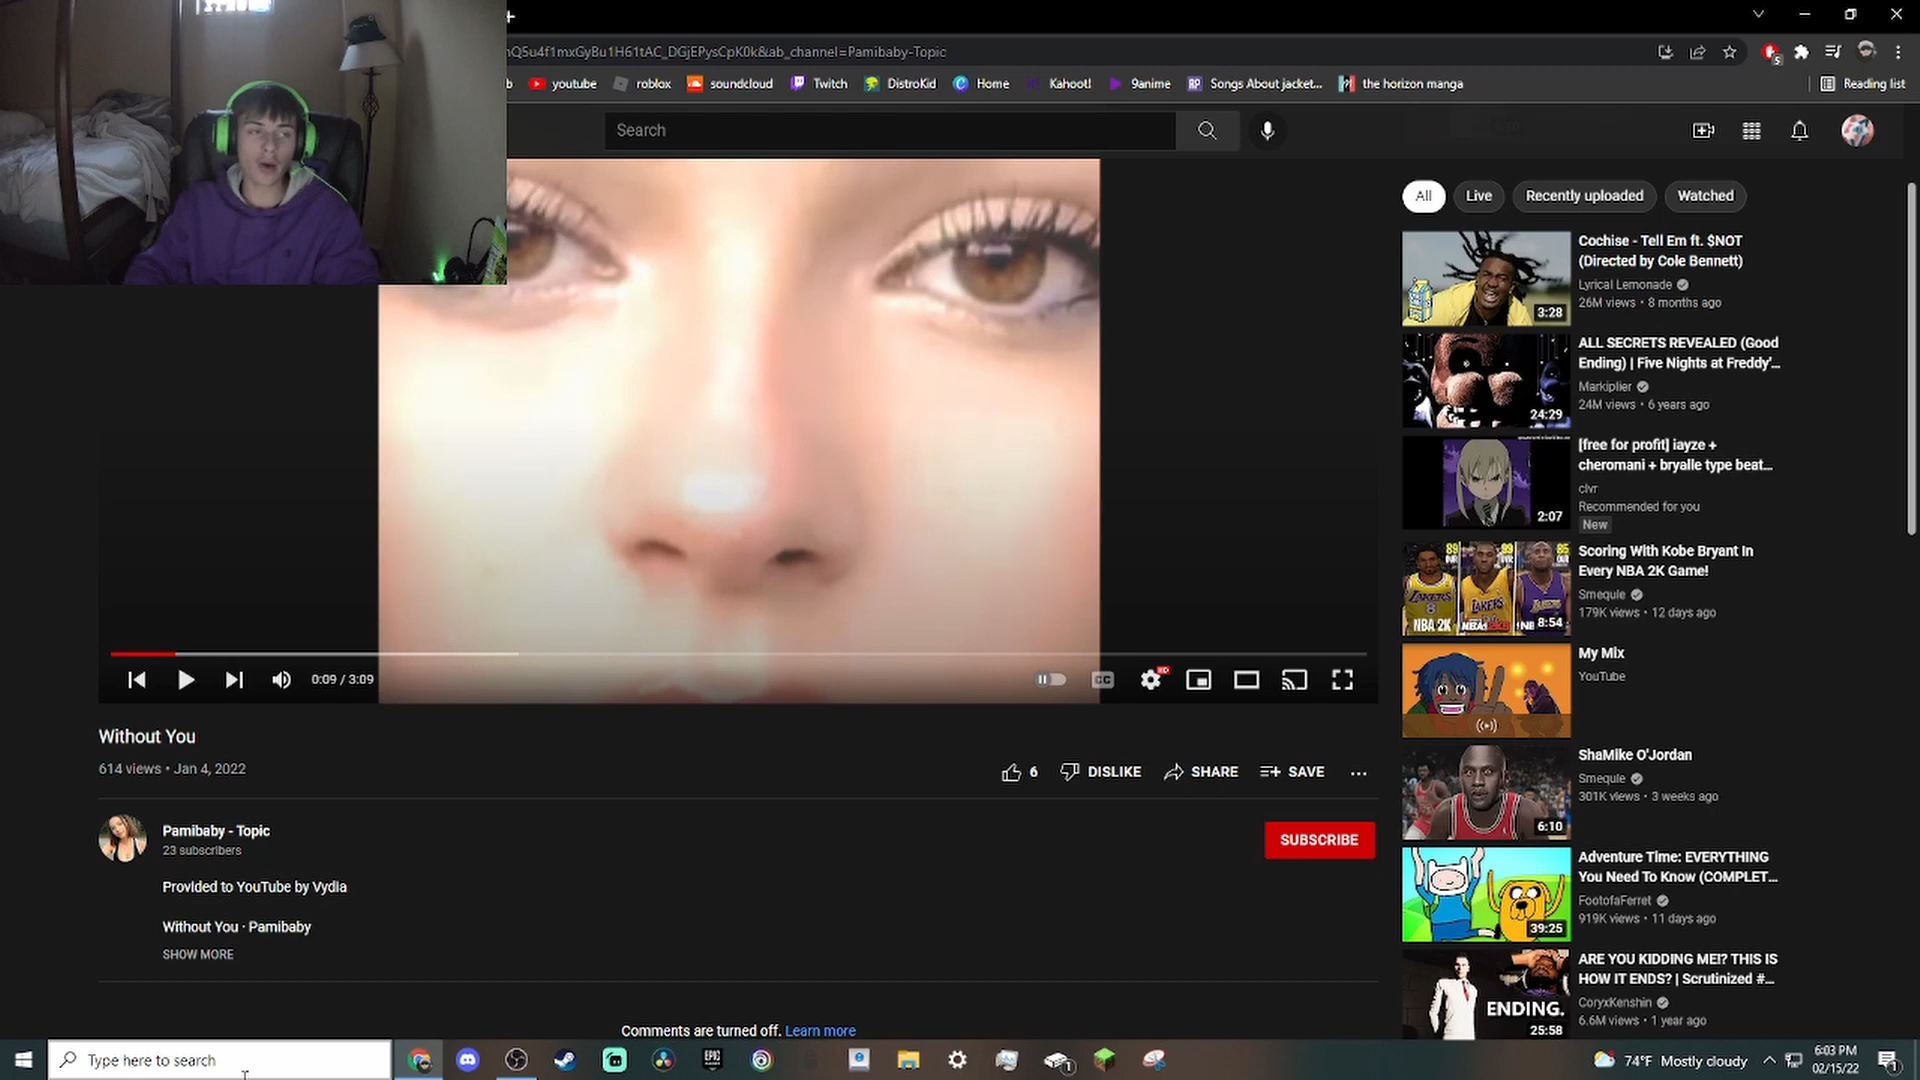 nQ5u4f1mxGyBu1H61tAC_DGjEPysCpK0k&ab_channel=Pamibaby-Topic
b youtube roblox soundcloud Twitch DistroKid Home Kahoot! 9anime Songs About jacket... the horizon manga Reading list
Search
All Live Recently uploaded Watched
Cochise - Tell Em ft. $NOT
(Directed by Cole Bennett)
Lyrical Lemonade
26M views • 8 months ago
3:28
ALL SECRETS REVEALED (Good
Ending) | Five Nights at Freddy'...
Markiplier
24M views • 6 years ago
24:29
[free for profit] iayze +
cheromani + bryalle type beat...
clvr
Recommended for you
New
2:07
Scoring With Kobe Bryant In
Every NBA 2K Game!
Smequle
179K views • 12 days ago
NBA 2K
8:54
My Mix
YouTube
ShaMike O'Jordan
Smequle
301K views • 3 weeks ago
6:10
Adventure Time: EVERYTHING
You Need To Know (COMPLET...
FootofaFerret
919K views • 11 days ago
39:25
ARE YOU KIDDING ME!? THIS IS
HOW IT ENDS? | Scrutinized #...
CoryxKenshin
6.6M views • 1 year ago
ENDING.
25:58
0:09 / 3:09
CC
HD
Without You
614 views • Jan 4, 2022
6 DISLIKE SHARE SAVE ...
Pamibaby - Topic
23 subscribers
SUBSCRIBE
Provided to YouTube by Vydia
Without You · Pamibaby
SHOW MORE
Comments are turned off. Learn more
Type here to search
EPIC
74°F Mostly cloudy
6:03 PM
02/15/22